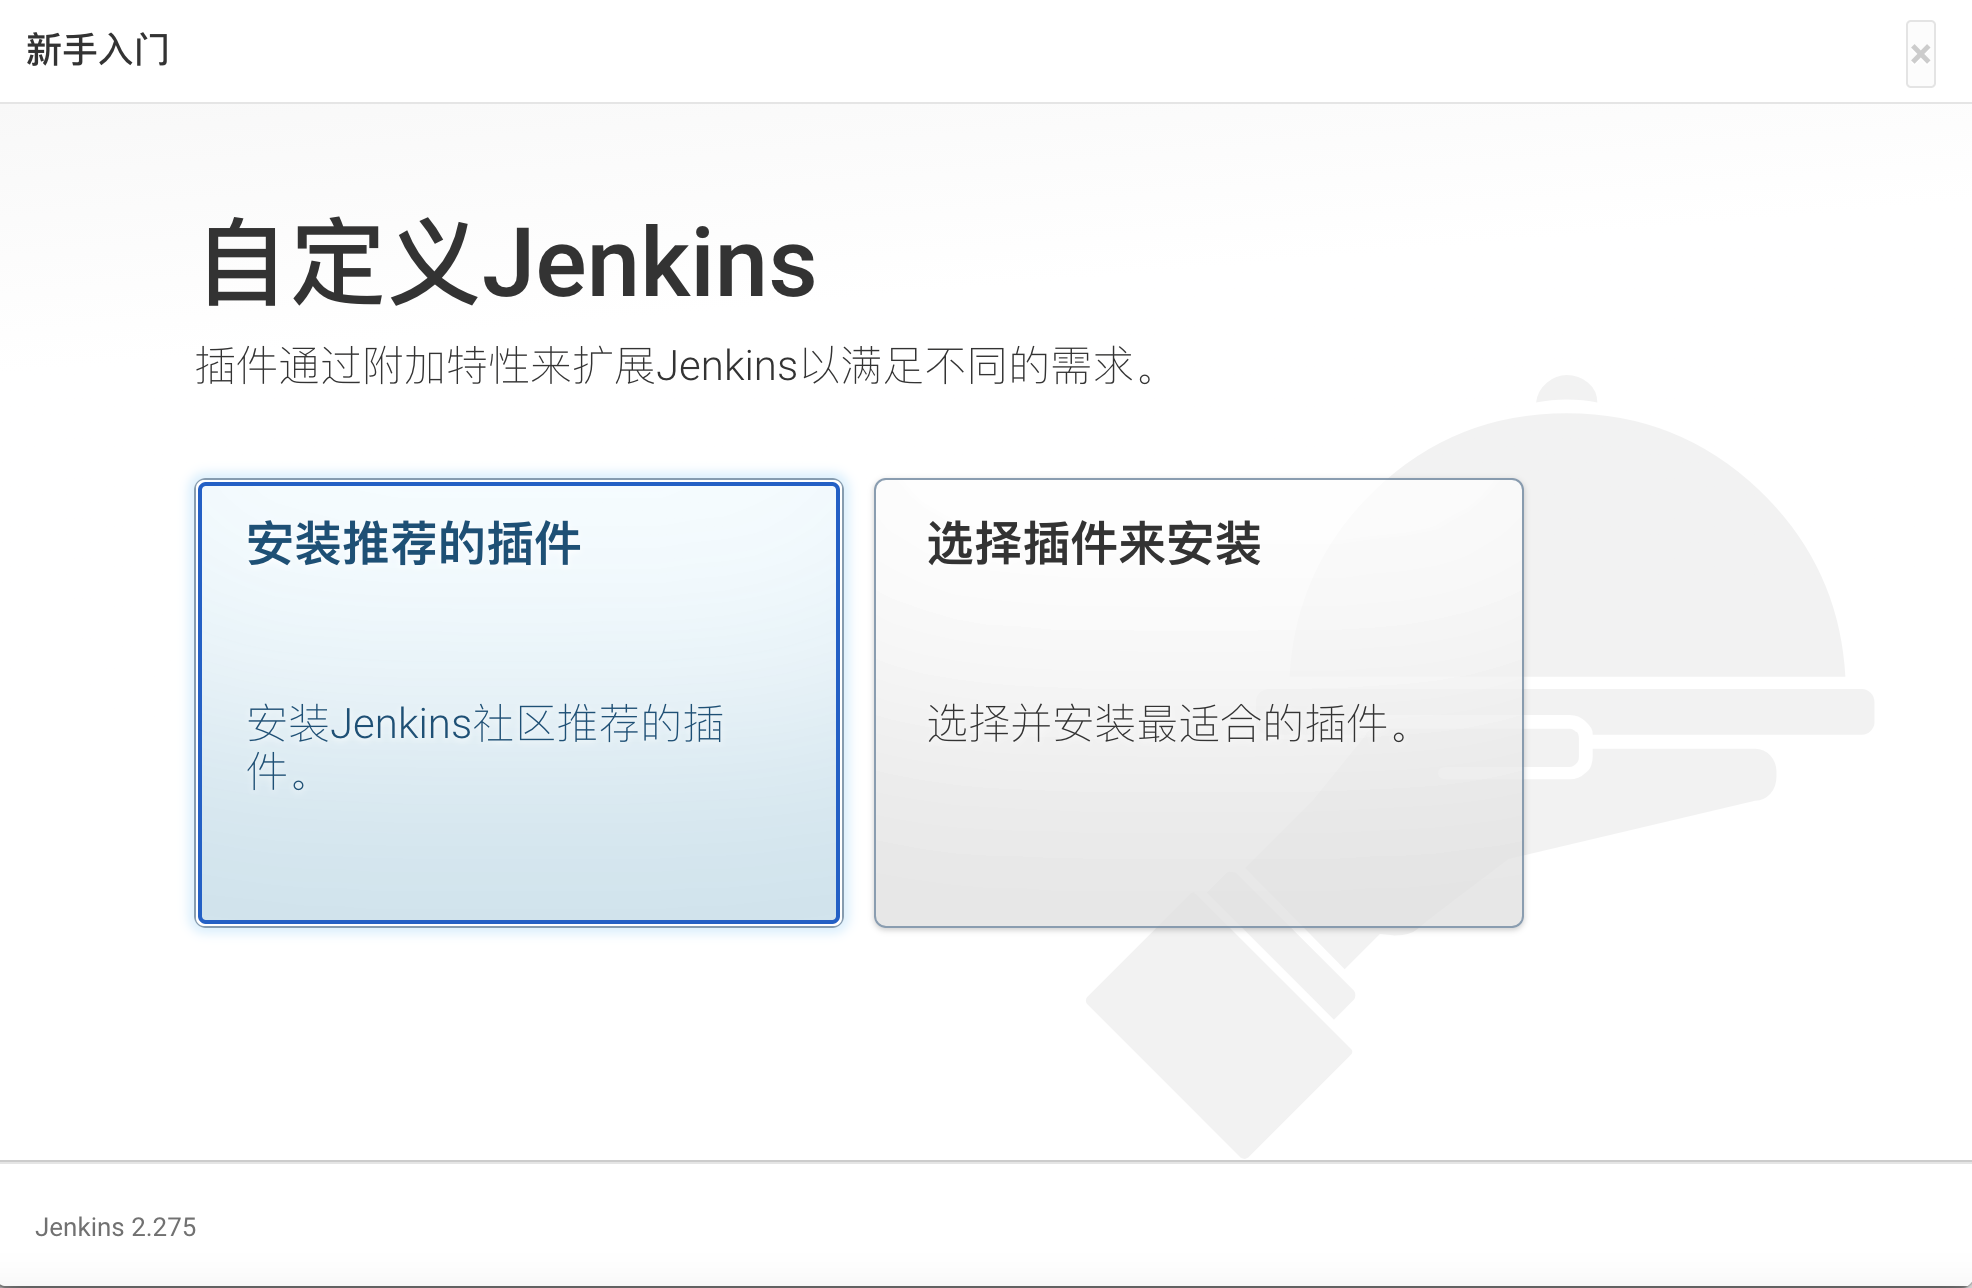 新手入门
自定义Jenkins
插件通过附加特性来扩展Jenkins以满足不同的需求。
安装推荐的插件
安装Jenkins社区推荐的插
件。
选择插件来安装
选择并安装最适合的插件。
Jenkins 2.275